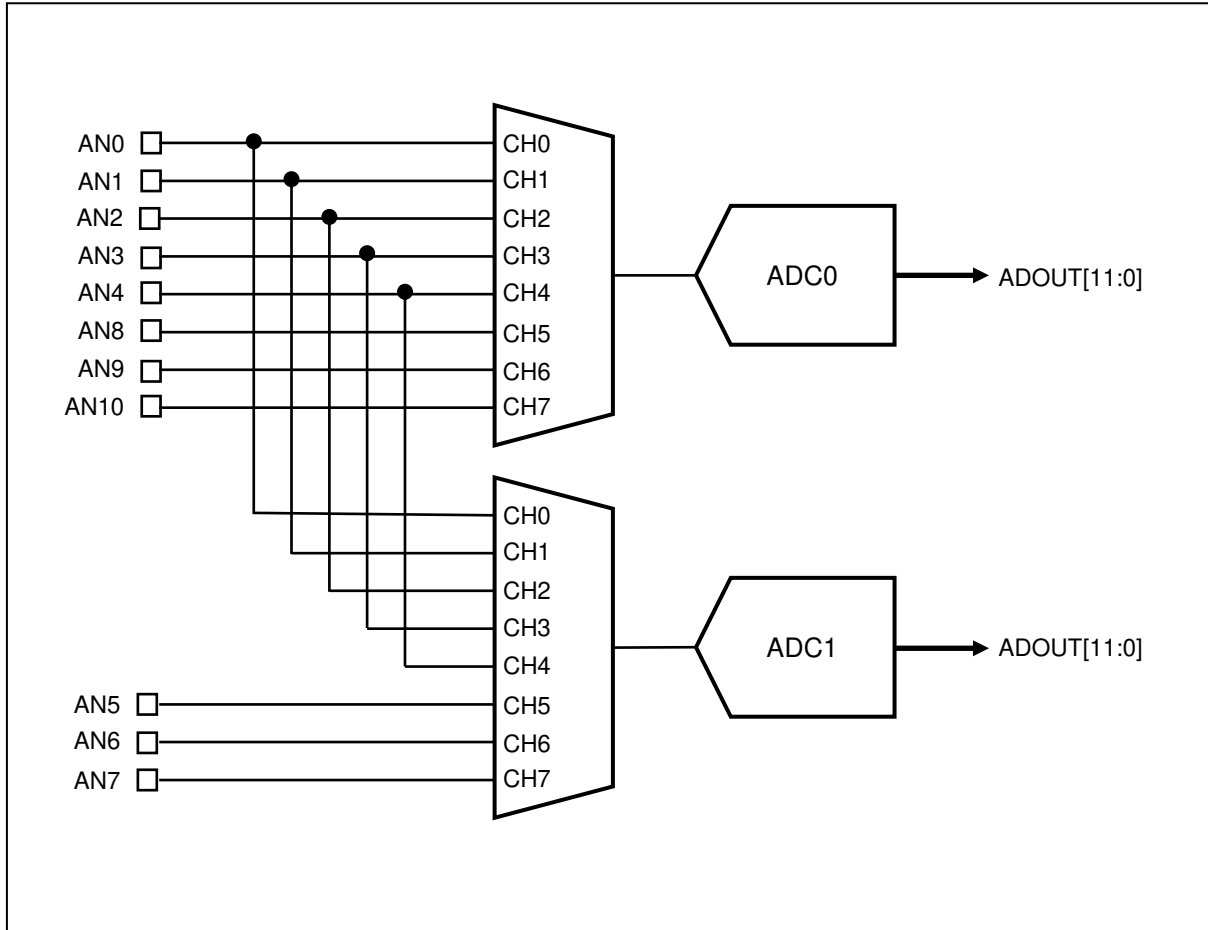 AN0
AN1
AN2
AN3
AN4
AN8
AN9
AN10
CH0
CH1
CH2
CH3
CH4
CH5
CH6
CH7
ADC0
ADOUT[11:0]
AN5
AN6
AN7
CH0
CH1
CH2
CH3
CH4
CH5
CH6
CH7
ADC1
ADOUT[11:0]